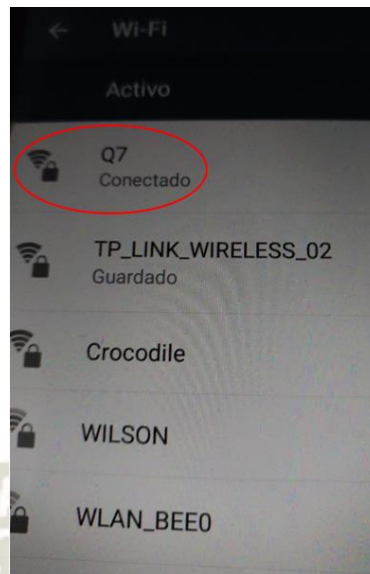 Wi-Fi
Activo
Q7
Conectado
TP_LINK_WIRELESS_02
Guardado
Crocodile
WILSON
WLAN_BEE0